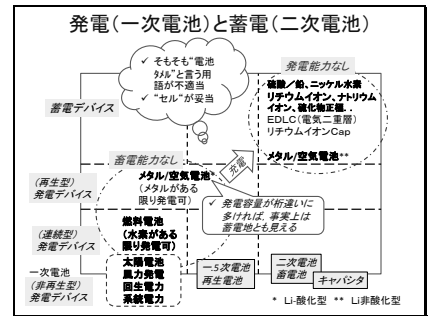 発電(一次電池)と蓄電(二次電池)
✓ そもそも"電池
タメル"と言う用
語が不適当
✓ "セル"が妥当
発電能力なし
硫酸/鉛、ニッケル水素
リチウムイオン、ナトリウム
イオン、硫化物正極、.
EDLC(電気二重層)
リチウムイオンCap
メタル/空気電池**
蓄電デバイス
蓄電能力なし
メタル/空気電池*
(メタルがある
限り発電可)
充電
(再生型)
発電デバイス
✓ 発電容量が桁違いに
多ければ、事実上は
蓄電地とも見える
燃料電池
(水素がある
限り発電可)
(連続型)
発電デバイス
太陽電池
風力発電
回生電力
系統電力
一次電池
(非再生型)
発電デバイス
一.5次電池
再生電池
二次電池
蓄電池
キャパシタ
* Li-酸化型 ** Li非酸化型